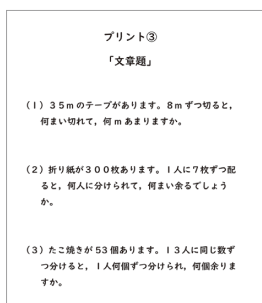 プリント③
「文章題」
（１）３５ｍのテープがあります。８ｍずつ切ると，
何まい切れて，何ｍあまりますか。
（２）折り紙が３００枚あります。１人に７枚ずつ配
ると，何人に分けられて，何まい余るでしょう
か。
（３）たこ焼きが 53 個あります。１３人に同じ数ず
つ分けると，１人何個ずつ分けられ，何個余りま
すか。